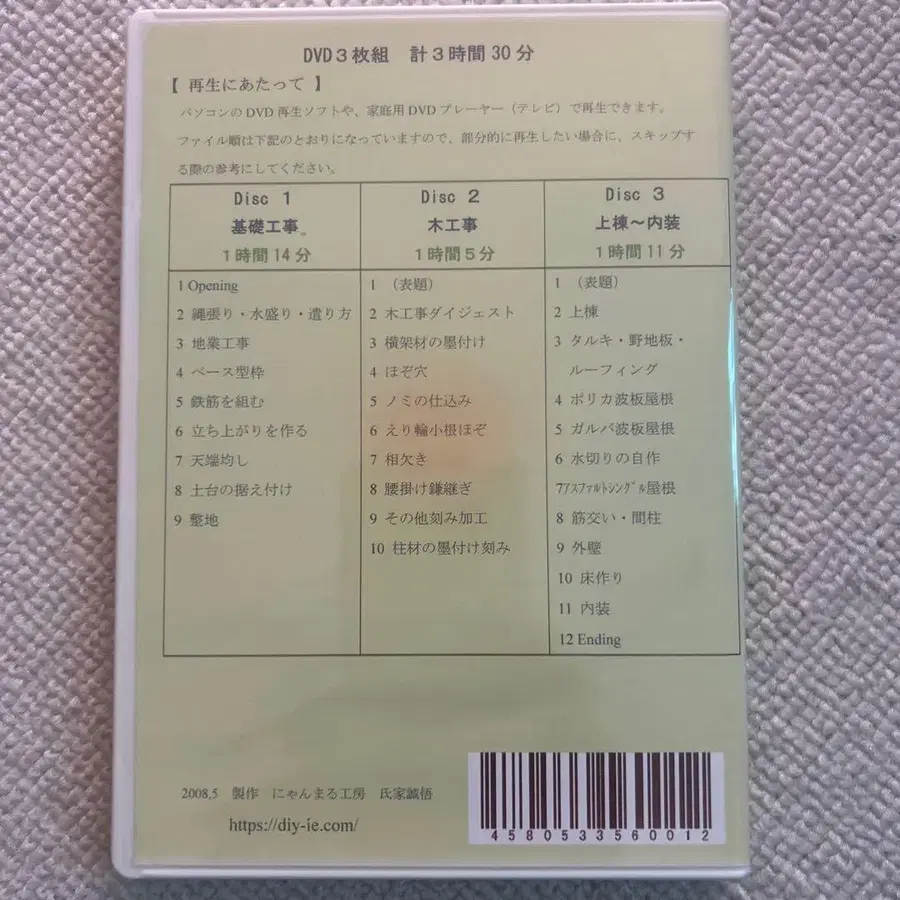 DVD３枚組　計３時間30分
【 再生にあたって 】
パソコンのDVD再生ソフトや、家庭用DVDプレーヤー（テレビ）で再生できます。
ファイル順は下記のとおりになっていますので、部分的に再生したい場合に、スキップす
る際の参考にしてください。
Disc 1
基礎工事。
１時間14分
1 Opening
2 縄張り・水盛り・遣り方
3 地業工事
4 ベース型枠
5 鉄筋を組む
6 立ち上がりを作る
7 天端均し
8 土台の据え付け
9 整地
Disc 2
木工事
１時間５分
1 （表題）
2 木工事ダイジェスト
3 横架材の墨付け
4 ほぞ穴
5 ノミの仕込み
6 えり輪小根ほぞ
7 相欠き
8 腰掛け鎌継ぎ
9 その他刻み加工
10 柱材の墨付け刻み
Disc 3
上棟～内装
１時間11分
1 （表題）
2 上棟
3 タルキ・野地板・
ルーフィング
4 ポリカ波板屋根
5 ガルバ波板屋根
6 水切りの自作
7ｱｽﾌｧﾙﾄｼﾝｸﾞﾙ屋根
8 筋交い・間柱
9 外壁
10 床作り
11 内装
12 Ending
2008,5　製作　にゃんまる工房　氏家誠悟
https://diy-ie.com/
4580533560012